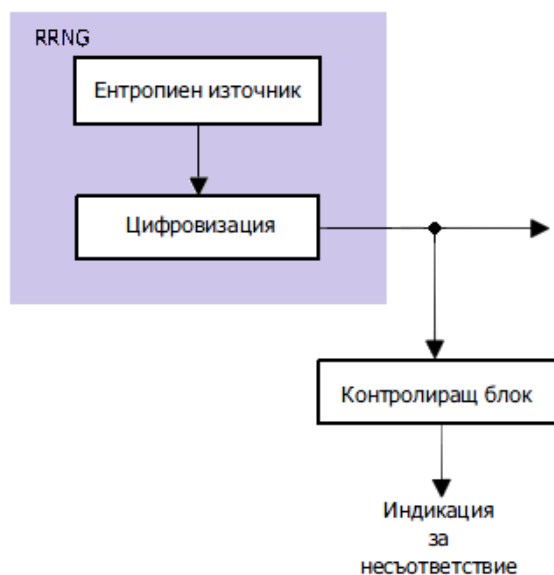 RRNG
Ентропиен източник
Цифровизация
Контролиращ блок
Индикация
за
несъответствие